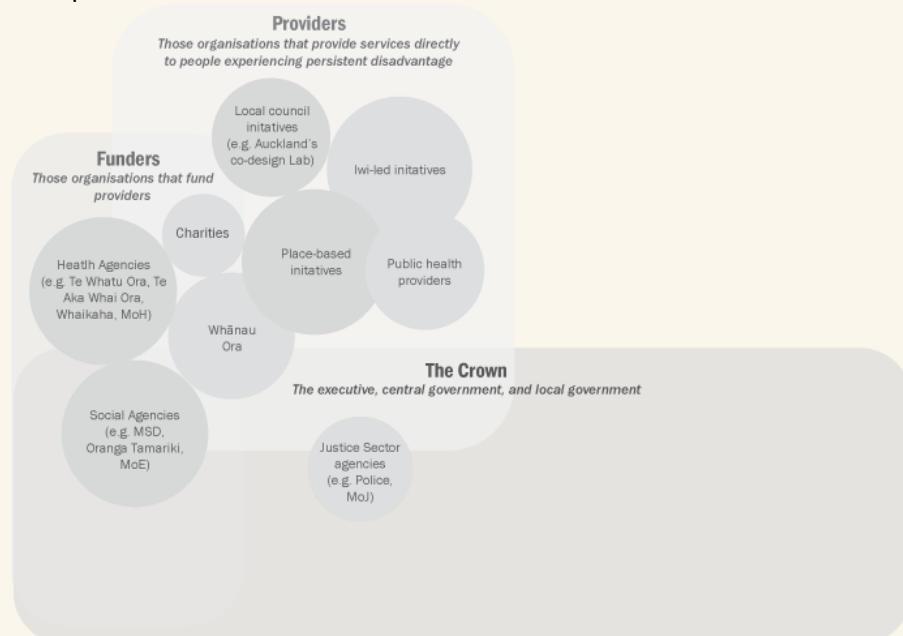 Providers
Those organisations that provide services directly
to people experiencing persistent disadvantage
Local council
initatives
(e.g. Auckland's
co-design Lab)
Iwi-led initatives
Funders
Those organisations that fund
providers
Charities
Place-based
initatives
Public health
providers
Heatlh Agencies
(e.g. Te Whatu Ora, Te
Aka Whai Ora,
Whaikaha, MoH)
Whānau
Ora
The Crown
The executive, central government, and local government
Social Agencies
(e.g. MSD,
Oranga Tamariki,
MoE)
Justice Sector
agencies
(e.g. Police,
MoJ)